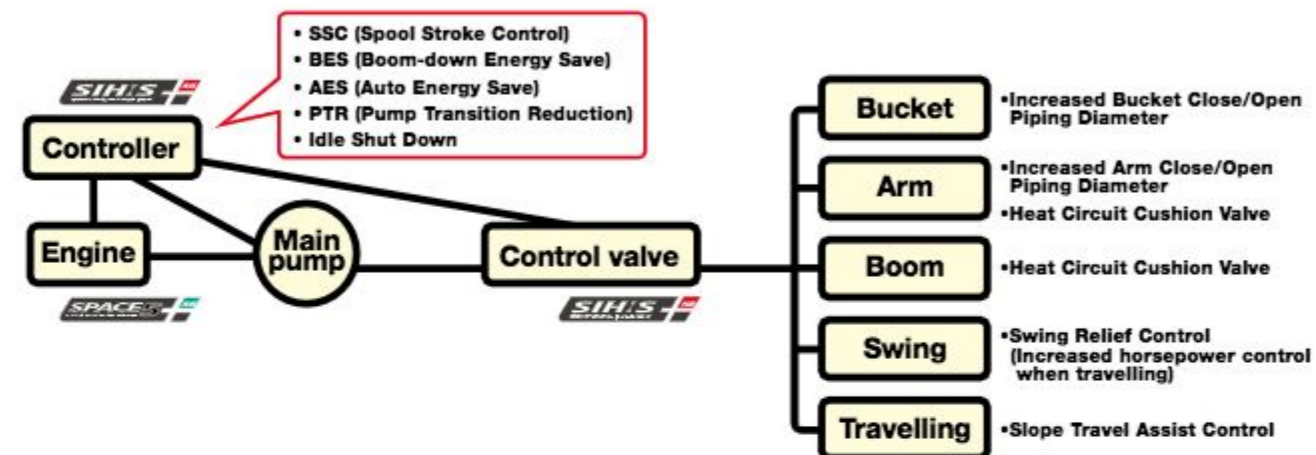 • SSC (Spool Stroke Control)
• BES (Boom-down Energy Save)
• AES (Auto Energy Save)
• PTR (Pump Transition Reduction)
• Idle Shut Down
SIHIS
Controller
Engine
SPACE5
Main
pump
Control valve
SIHIS
Bucket
•Increased Bucket Close/Open
Piping Diameter
Arm
•Increased Arm Close/Open
Piping Diameter
•Heat Circuit Cushion Valve
Boom
•Heat Circuit Cushion Valve
Swing
•Swing Relief Control
(Increased horsepower control
when travelling)
Travelling
•Slope Travel Assist Control